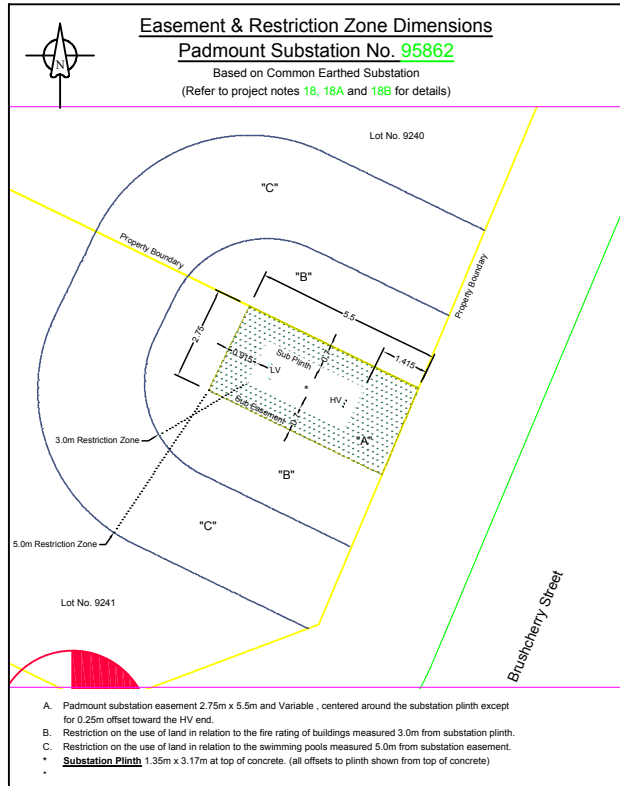 Easement & Restriction Zone Dimensions
Padmount Substation No. 95862
Based on Common Earthed Substation
(Refer to project notes 18, 18A and 18B for details)
N
Lot No. 9240
"C"
Property Boundary
Property Boundary
"B"
5.5
2.75
0.7
1.415
Sub Plinth
0.915
LV
*
HV
Sub Easement
0.7
"A"
3.0m Restriction Zone
"B"
"C"
5.0m Restriction Zone
Lot No. 9241
Brushcherry Street
A. Padmount substation easement 2.75m x 5.5m and Variable , centered around the substation plinth except
for 0.25m offset toward the HV end.
B. Restriction on the use of land in relation to the fire rating of buildings measured 3.0m from substation plinth.
C. Restriction on the use of land in relation to the swimming pools measured 5.0m from substation easement.
* Substation Plinth 1.35m x 3.17m at top of concrete. (all offsets to plinth shown from top of concrete)
*